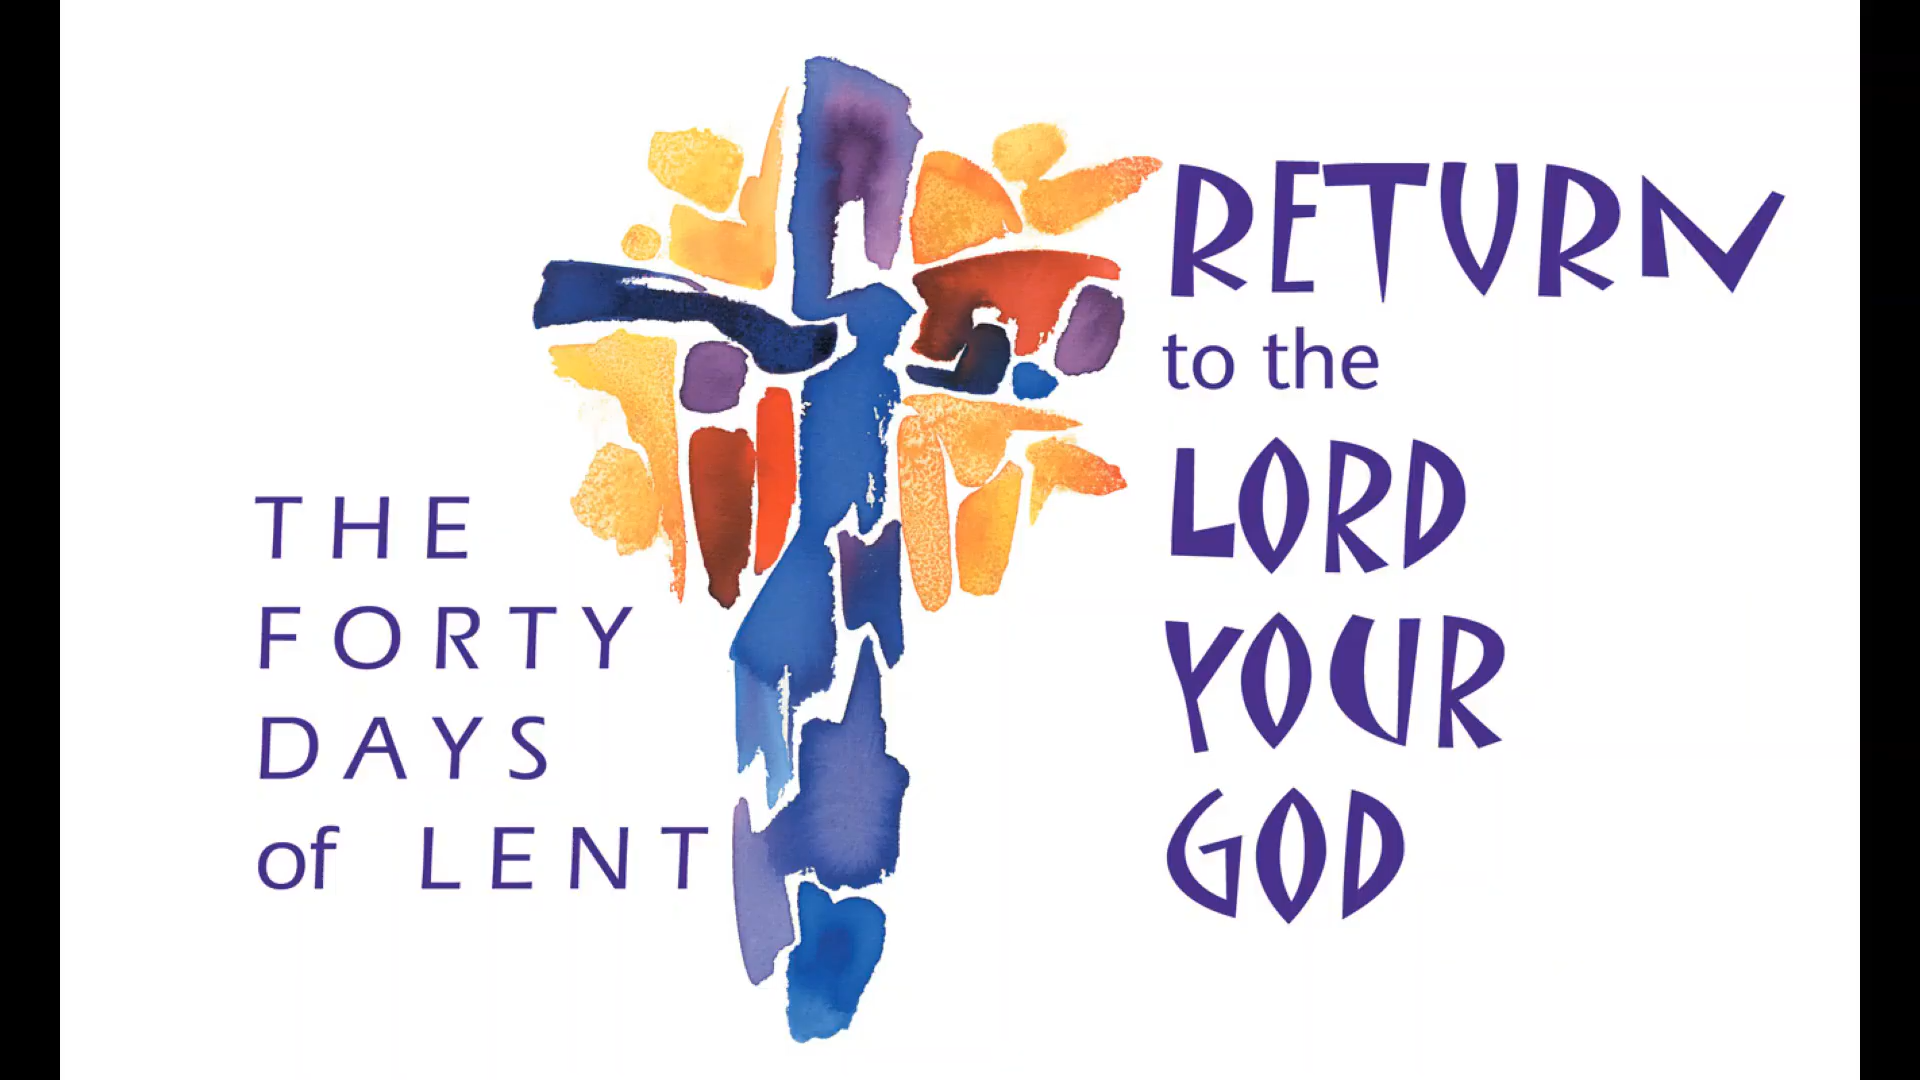 THE
FORTY
DAYS
of LENT
RETURN
to the
LORD
YOUR
GOD